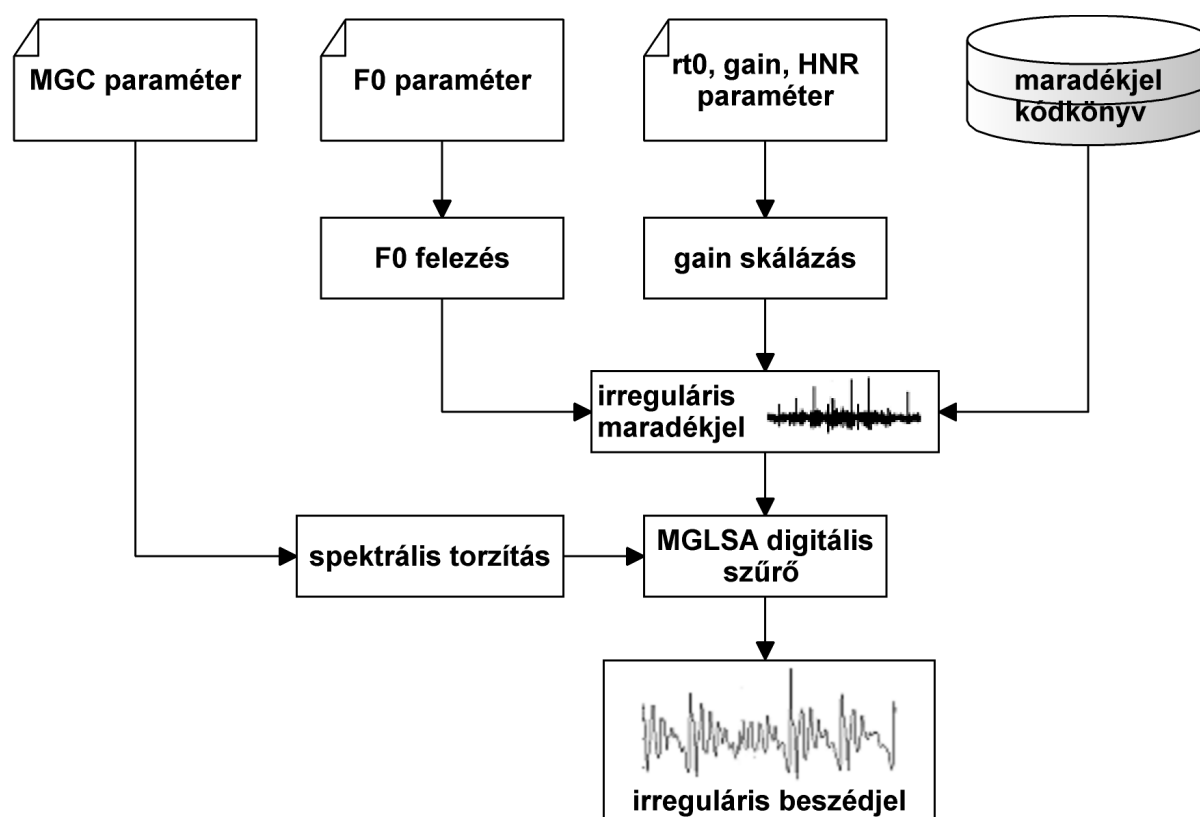 MGC paraméter
F0 paraméter
rt0, gain, HNR
paraméter
maradékjel
kódkönyv
F0 felezés
gain skálázás
irreguláris
maradékjel
spektrális torzítás
MGLSA digitális
szűrő
irreguláris beszédjel